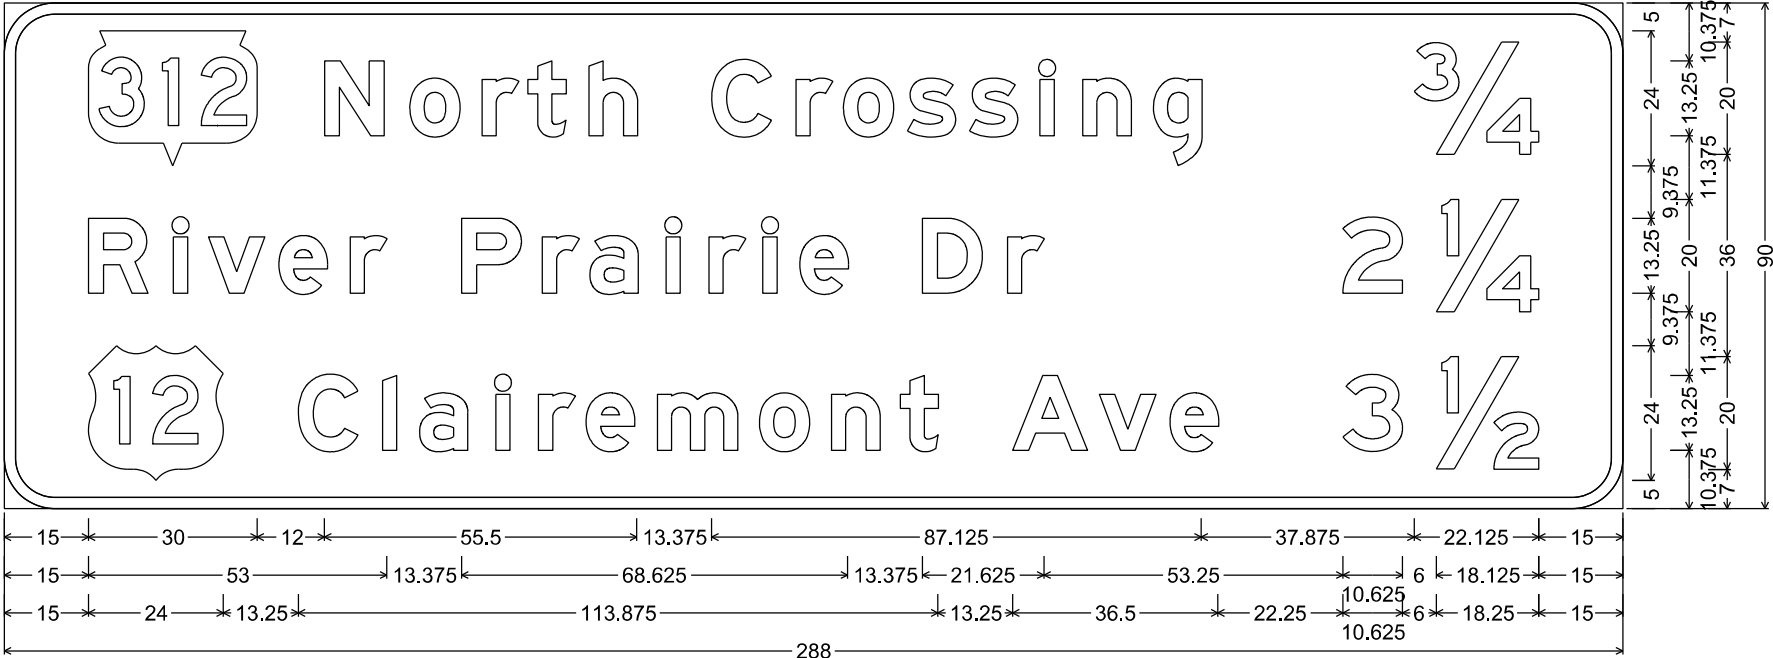 312 North Crossing 3/4
River Prairie Dr 2 1/4
12 Clairemont Ave 3 1/2
5 24 9.375 13.25 9.375 24 5
13.25 20 13.25
10.375 11.375 11.375 10.375
7 20 36 20 7
90
15 30 12 55.5 13.375 87.125 37.875 22.125 15
15 53 13.375 68.625 13.375 21.625 53.25 10.625 6 18.125 15
15 24 13.25 113.875 13.25 36.5 22.25 10.625 6 18.25 15
288